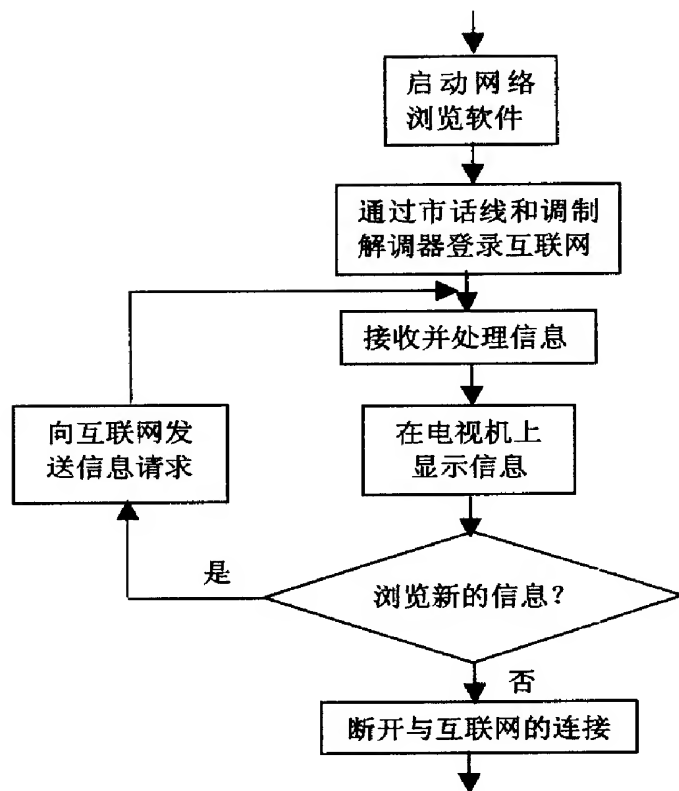 启动网络
浏览软件
通过市话线和调制
解调器登录互联网
接收并处理信息
向互联网发
送信息请求
在电视机上
显示信息
是
浏览新的信息？
否
断开与互联网的连接